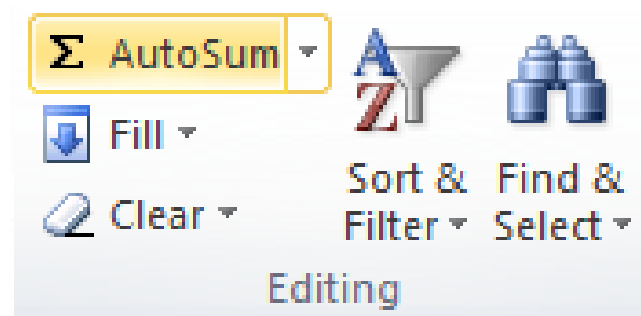 Σ AutoSum
Fill
Clear
Sort &
Filter
Find &
Select
Editing